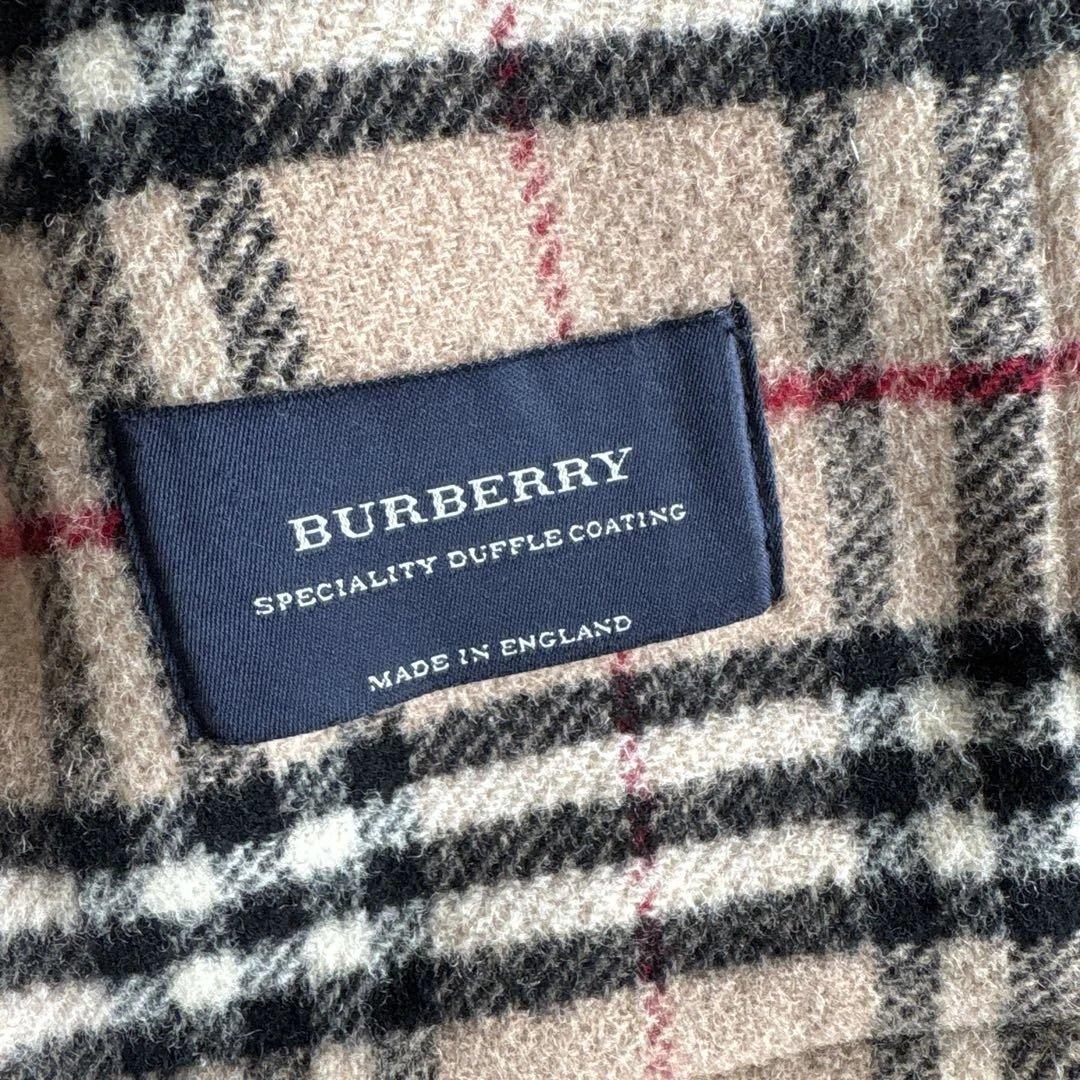 BURBERRY
SPECIALITY DUFFLE COATING
MADE IN ENGLAND